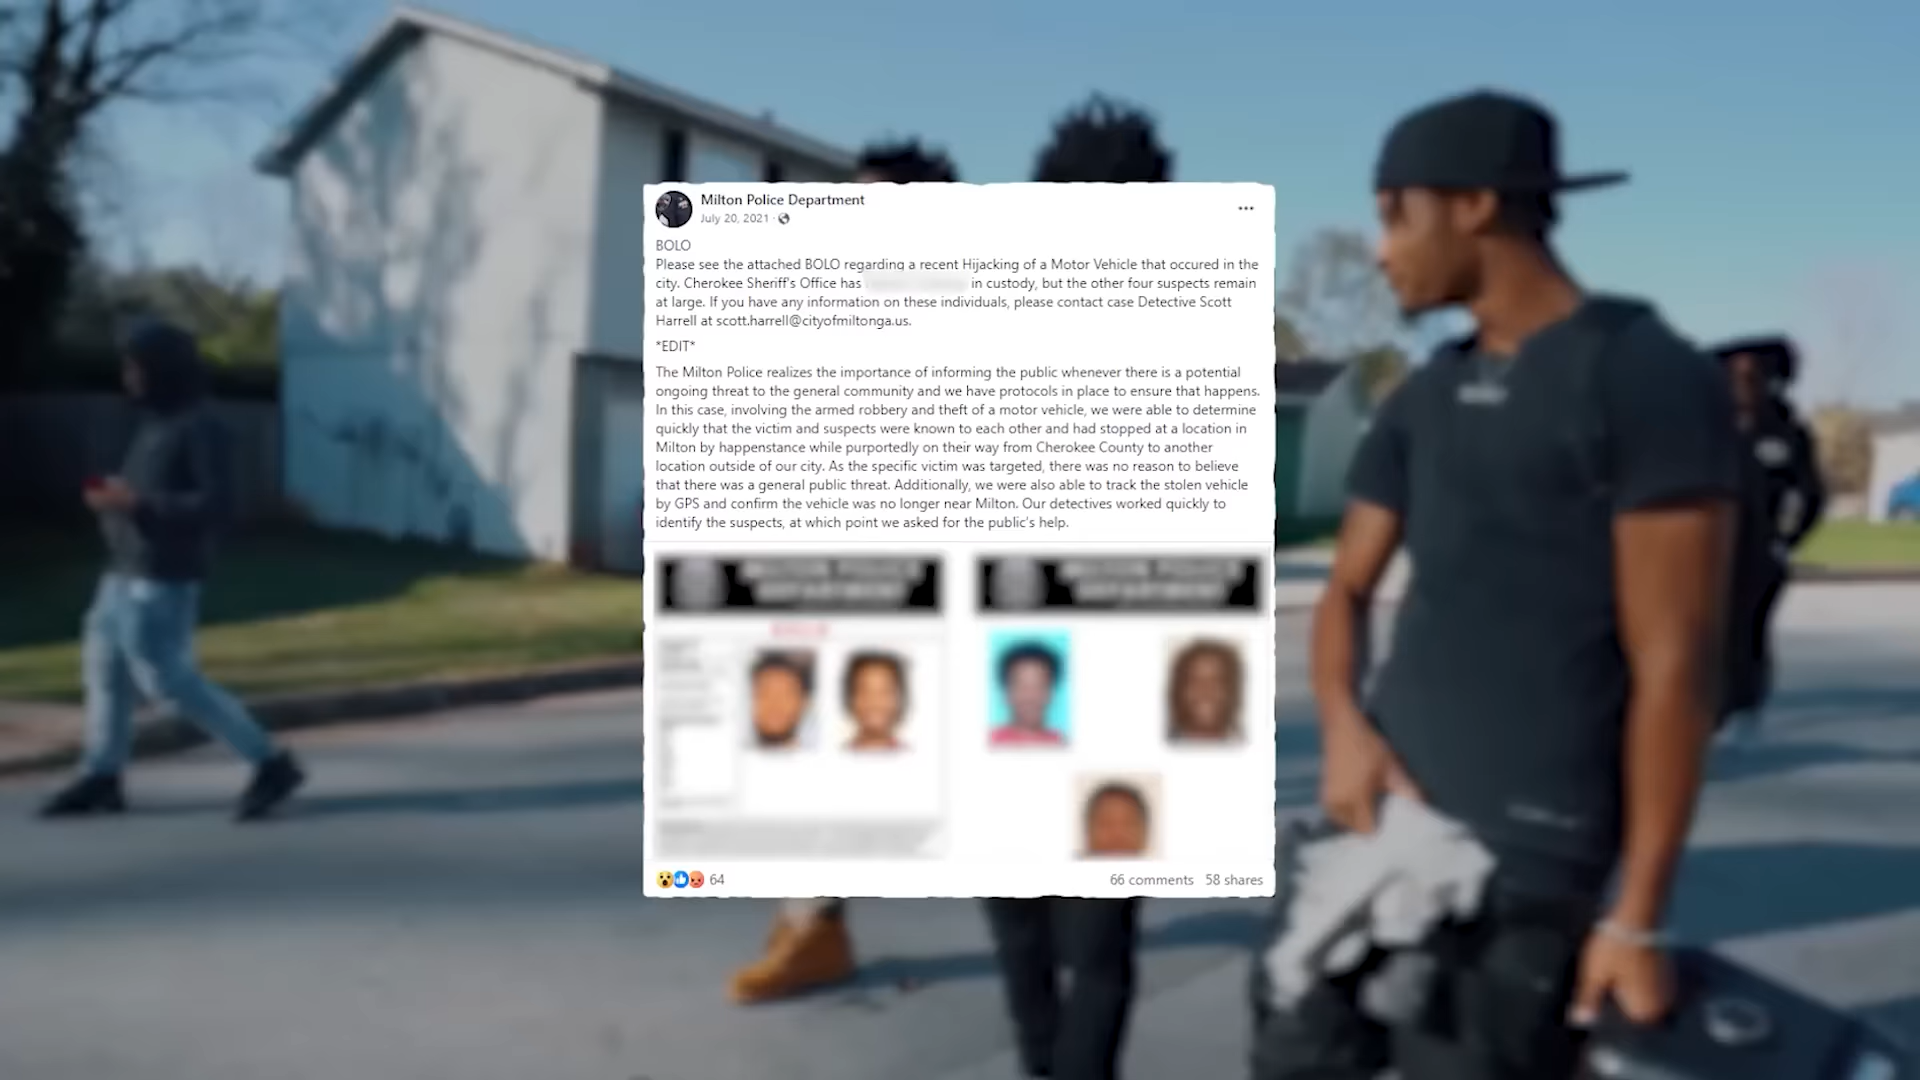 Milton Police Department
July 20, 2021 ·
BOLO
Please see the attached BOLO regarding a recent Hijacking of a Motor Vehicle that occured in the
city. Cherokee Sheriff's Office has in custody, but the other four suspects remain
at large. If you have any information on these individuals, please contact case Detective Scott
Harrell at scott.harrell@cityofmiltonga.us.
*EDIT*
The Milton Police realizes the importance of informing the public whenever there is a potential
ongoing threat to the general community and we have protocols in place to ensure that happens.
In this case, involving the armed robbery and theft of a motor vehicle, we were able to determine
quickly that the victim and suspects were known to each other and had stopped at a location in
Milton by happenstance while purportedly on their way from Cherokee County to another
location outside of our city. As the specific victim was targeted, there was no reason to believe
that there was a general public threat. Additionally, we were also able to track the stolen vehicle
by GPS and confirm the vehicle was no longer near Milton. Our detectives worked quickly to
identify the suspects, at which point we asked for the public's help.
MILTON POLICE
DEPARTMENT
MILTON POLICE
DEPARTMENT
64
66 comments 58 shares